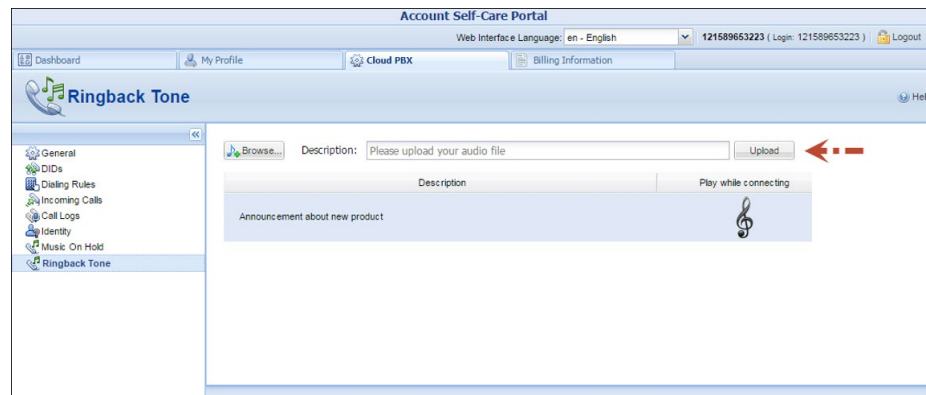 Account Self-Care Portal
Web Interface Language: en - English 121589653223 ( Login: 121589653223 ) Logout
Dashboard My Profile Cloud PBX Billing Information
Ringback Tone
Hel
General
DIDs
Dialing Rules
Incoming Calls
Call Logs
Identity
Music On Hold
Ringback Tone
Browse... Description: Please upload your audio file Upload
Description Play while connecting
Announcement about new product